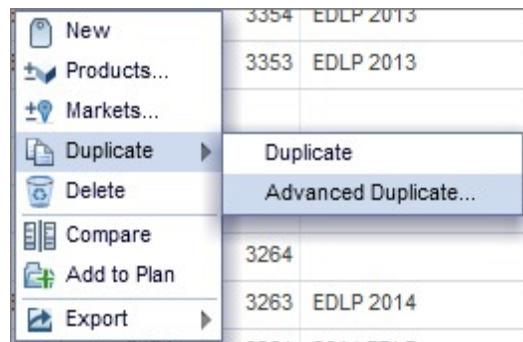 New
Products...
Markets...
Duplicate
Delete
Compare
Add to Plan
Export
Duplicate
Advanced Duplicate...
3354 EDLP 2013
3353 EDLP 2013
3264
3263 EDLP 2014